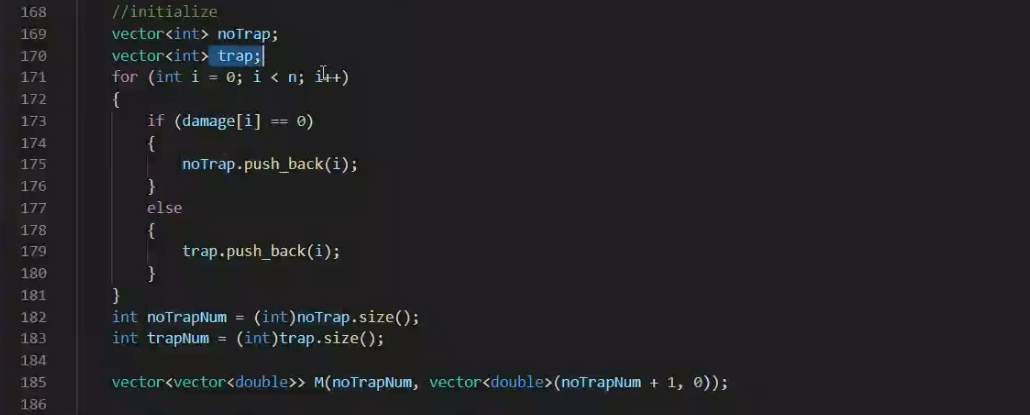 168 //initialize
169 vector<int> noTrap;
170 vector<int> trap;
171 for (int i = 0; i < n; i++)
172 {
173 if (damage[i] == 0)
174 {
175 noTrap.push_back(i);
176 }
177 else
178 {
179 trap.push_back(i);
180 }
181 }
182 int noTrapNum = (int)noTrap.size();
183 int trapNum = (int)trap.size();
184
185 vector<vector<double>> M(noTrapNum, vector<double>(noTrapNum + 1, 0));
186